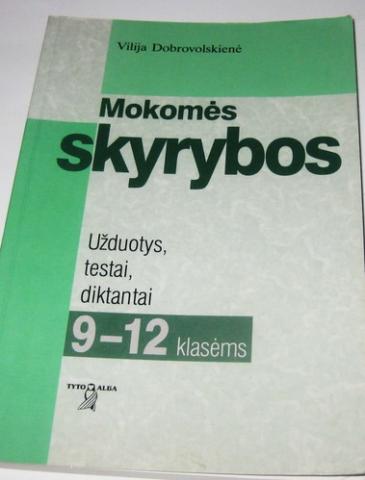 Vilija Dobrovolskienė
Mokomės
skyrybos
Užduotys,
testai,
diktantai
9–12 klasėms
TYTO ALBA